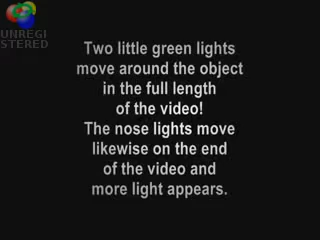 UNREGI
STERED
Two little green lights
move around the object
in the full length
of the video!
The nose lights move
likewise on the end
of the video and
more light appears.